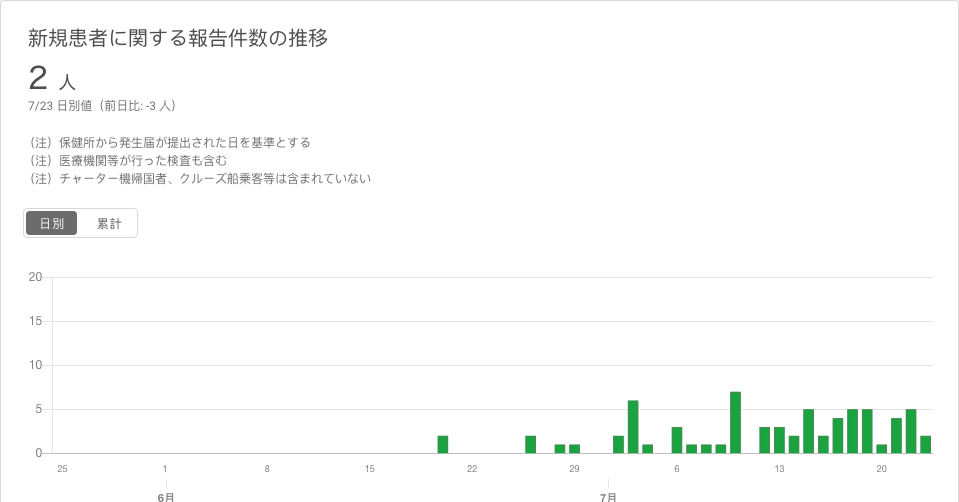 新規患者に関する報告件数の推移
2 人
7/23 日別値（前日比: -3 人）
（注）保健所から発生届が提出された日を基準とする
（注）医療機関等が行った検査も含む
（注）チャーター機帰国者、クルーズ船乗客等は含まれていない
日別 累計
20
15
10
5
0
25 1 8 15 22 29 6 13 20
6月 7月